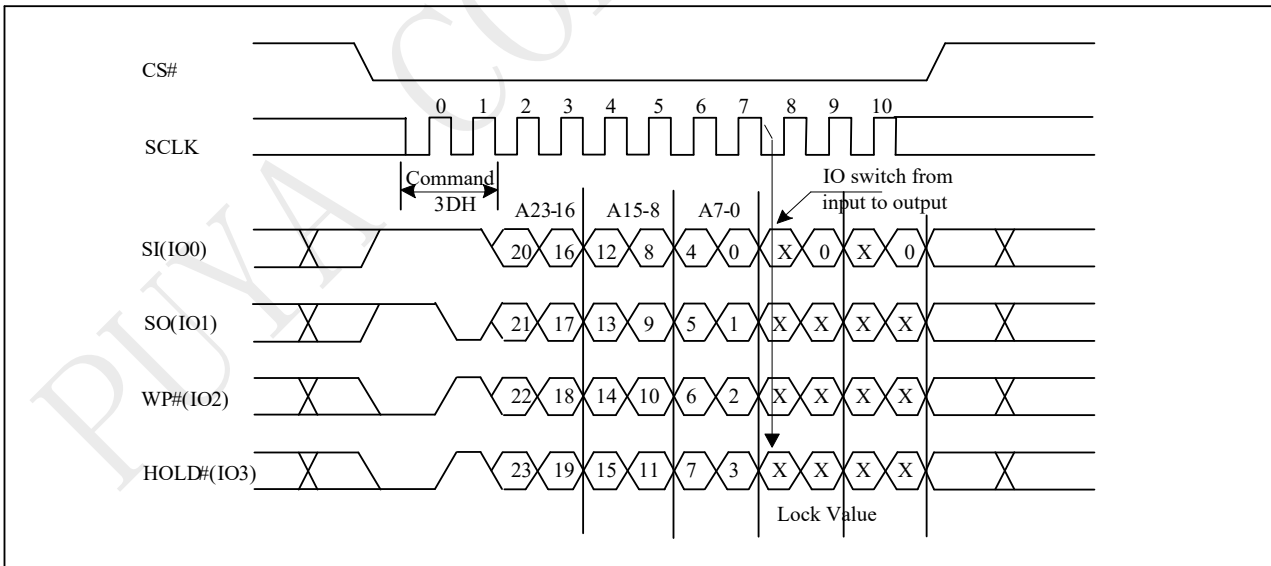 PUYA CO
CS#
0 1 2 3 4 5 6 7 8 9 10
SCLK
Command
3DH
IO switch from
input to output
A23-16 A15-8 A7-0
SI(IO0) 20 16 12 8 4 0 X 0 X 0
SO(IO1) 21 17 13 9 5 1 X X X X
WP#(IO2) 22 18 14 10 6 2 X X X X
HOLD#(IO3) 23 19 15 11 7 3 X X X X
Lock Value